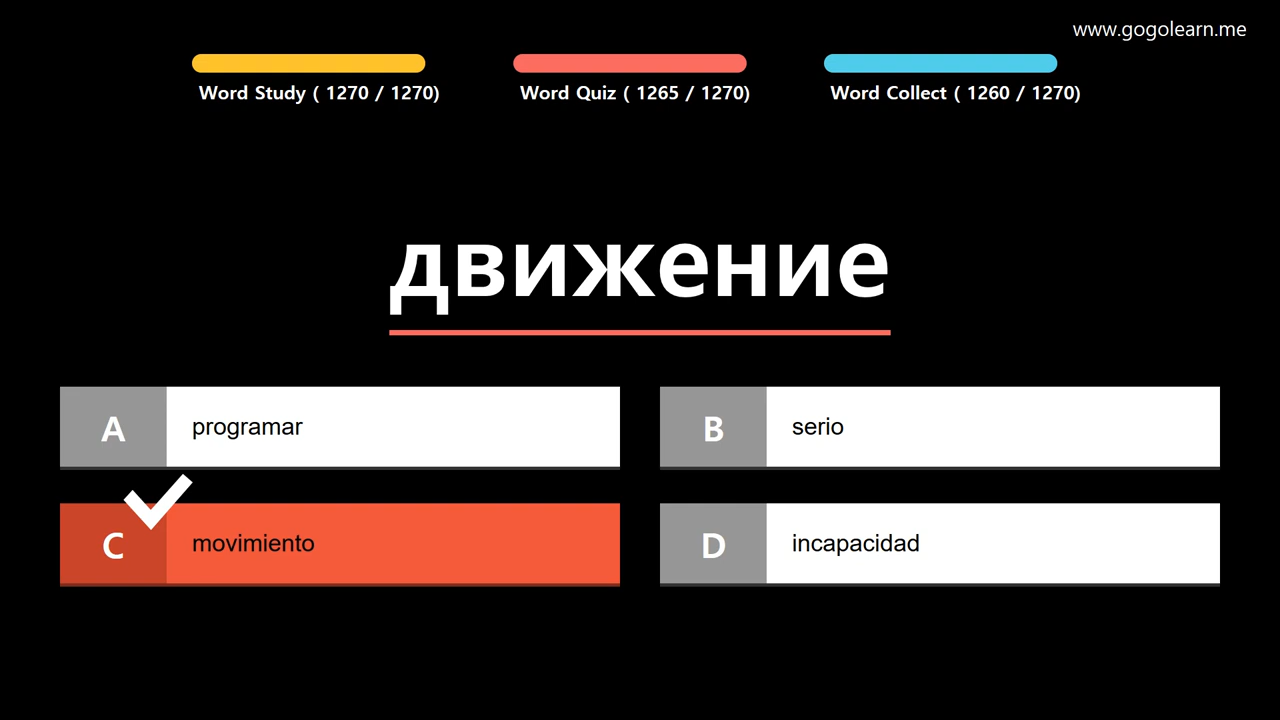 www.gogolearn.me
Word Study ( 1270 / 1270)
Word Quiz ( 1265 / 1270)
Word Collect ( 1260 / 1270)
движение
A programar
B serio
C movimiento
D incapacidad